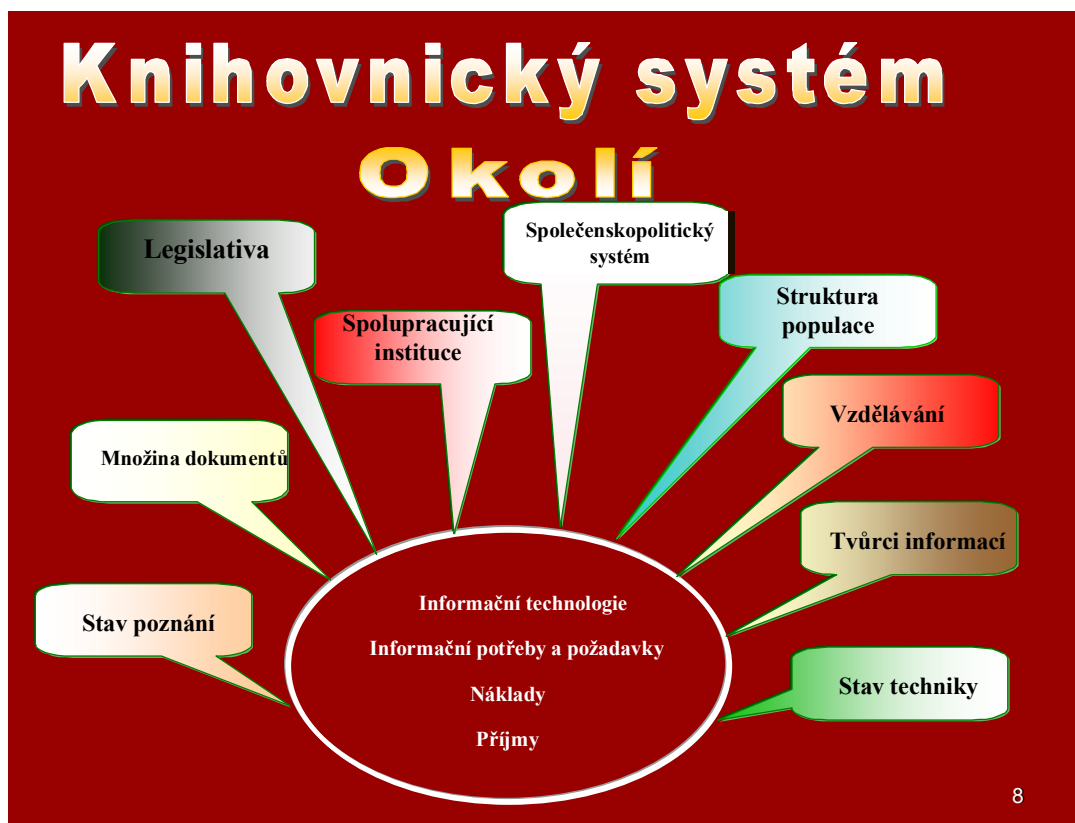 Knihovnický systém
Okolí
Legislativa
Spolupracující
instituce
Společenskopolitický
systém
Struktura
populace
Vzdělávání
Množina dokumentů
Tvůrci informací
Stav poznání
Stav techniky
Informační technologie
Informační potřeby a požadavky
Náklady
Příjmy
8